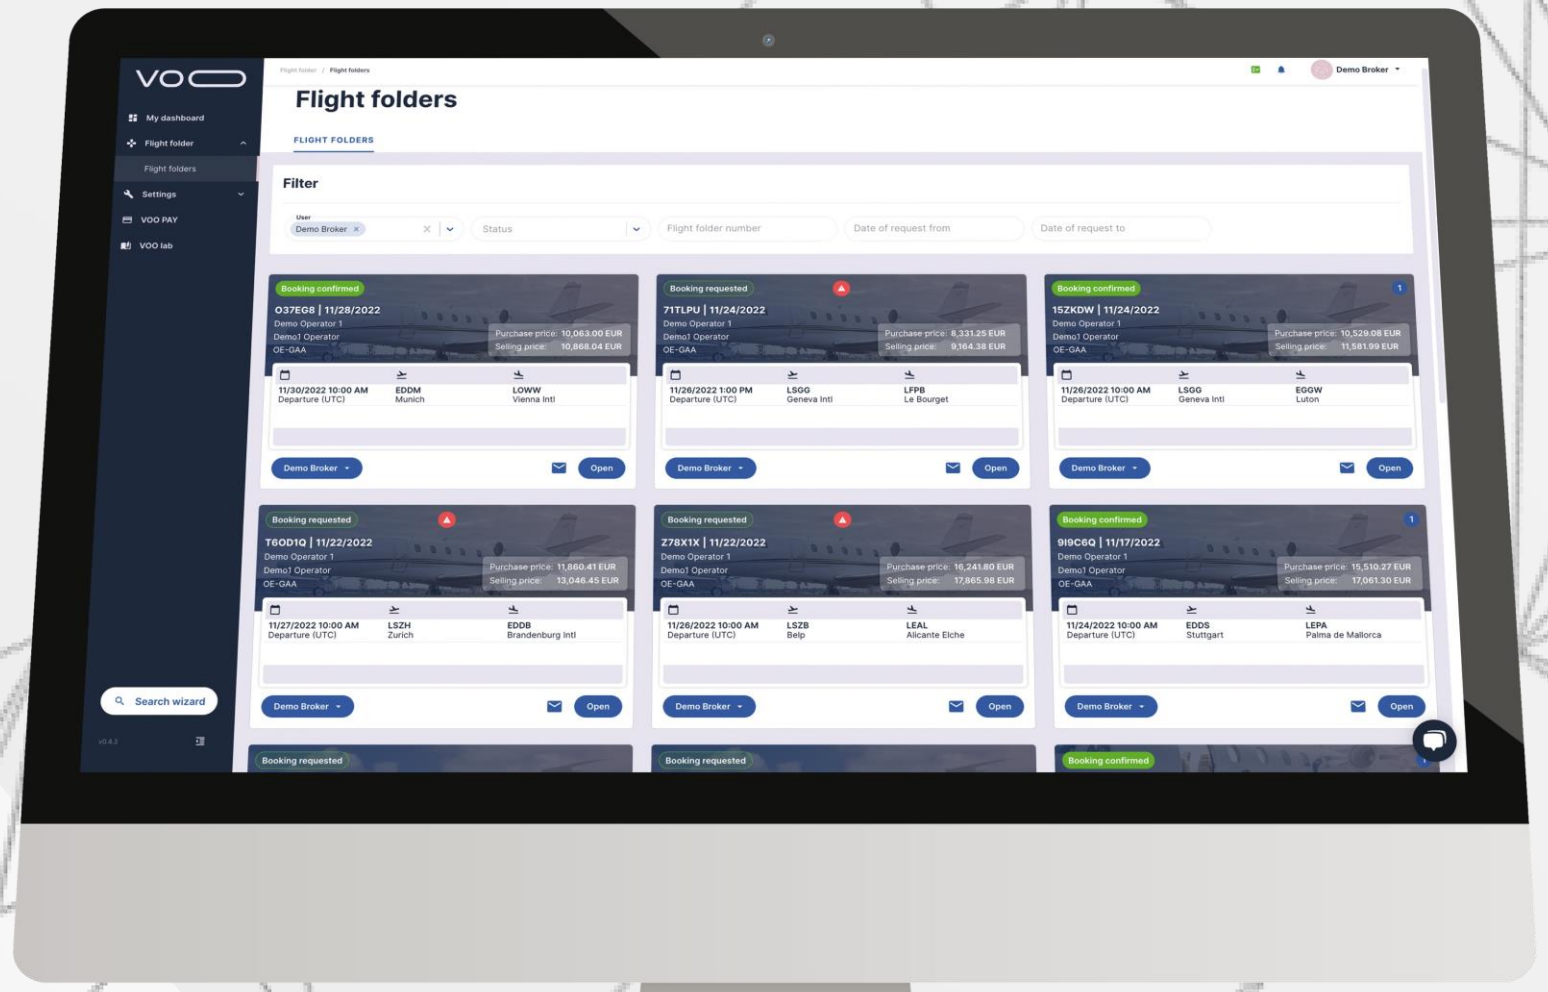 VOO
Flight folder / Flight folders
Demo Broker
Flight folders
My dashboard
Flight folder
Flight folders
Settings
VOO PAY
VOO lab
Search wizard
v0.4.3
FLIGHT FOLDERS
Filter
User
Demo Broker ×
Status
Flight folder number
Date of request from
Date of request to
Booking confirmed
O37EG8 | 11/28/2022
Demo Operator 1
Demo1 Operator
OE-GAA
Purchase price: 10,063.00 EUR
Selling price: 10,868.04 EUR
11/30/2022 10:00 AM EDDM LOWW
Departure (UTC) Munich Vienna Intl
Demo Broker Open
Booking requested
71TLPU | 11/24/2022
Demo Operator 1
Demo1 Operator
OE-GAA
Purchase price: 8,331.25 EUR
Selling price: 9,164.38 EUR
11/26/2022 1:00 PM LSGG LFPB
Departure (UTC) Geneva Intl Le Bourget
Demo Broker Open
Booking confirmed 1
15ZKDW | 11/24/2022
Demo Operator 1
Demo1 Operator
OE-GAA
Purchase price: 10,529.08 EUR
Selling price: 11,581.99 EUR
11/26/2022 10:00 AM LSGG EGGW
Departure (UTC) Geneva Intl Luton
Demo Broker Open
Booking requested
T6OD1Q | 11/22/2022
Demo Operator 1
Demo1 Operator
OE-GAA
Purchase price: 11,860.41 EUR
Selling price: 13,046.45 EUR
11/27/2022 10:00 AM LSZH EDDB
Departure (UTC) Zurich Brandenburg Intl
Demo Broker Open
Booking requested
Z78X1X | 11/22/2022
Demo Operator 1
Demo1 Operator
OE-GAA
Purchase price: 16,241.80 EUR
Selling price: 17,865.98 EUR
11/26/2022 10:00 AM LSZB LEAL
Departure (UTC) Belp Alicante Elche
Demo Broker Open
Booking confirmed 1
9I9C6Q | 11/17/2022
Demo Operator 1
Demo1 Operator
OE-GAA
Purchase price: 15,510.27 EUR
Selling price: 17,061.30 EUR
11/24/2022 10:00 AM EDDS LEPA
Departure (UTC) Stuttgart Palma de Mallorca
Demo Broker Open
Booking requested
Booking requested
Booking confirmed 1